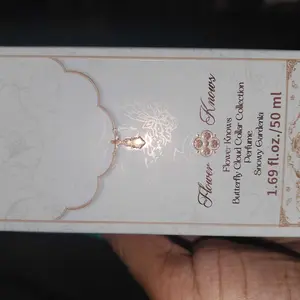 Flower Knows
Flower Knows
Butterfly Cloud Collar Collection
Perfume
Snowy Gardenia
1.69 fl.oz./50 ml